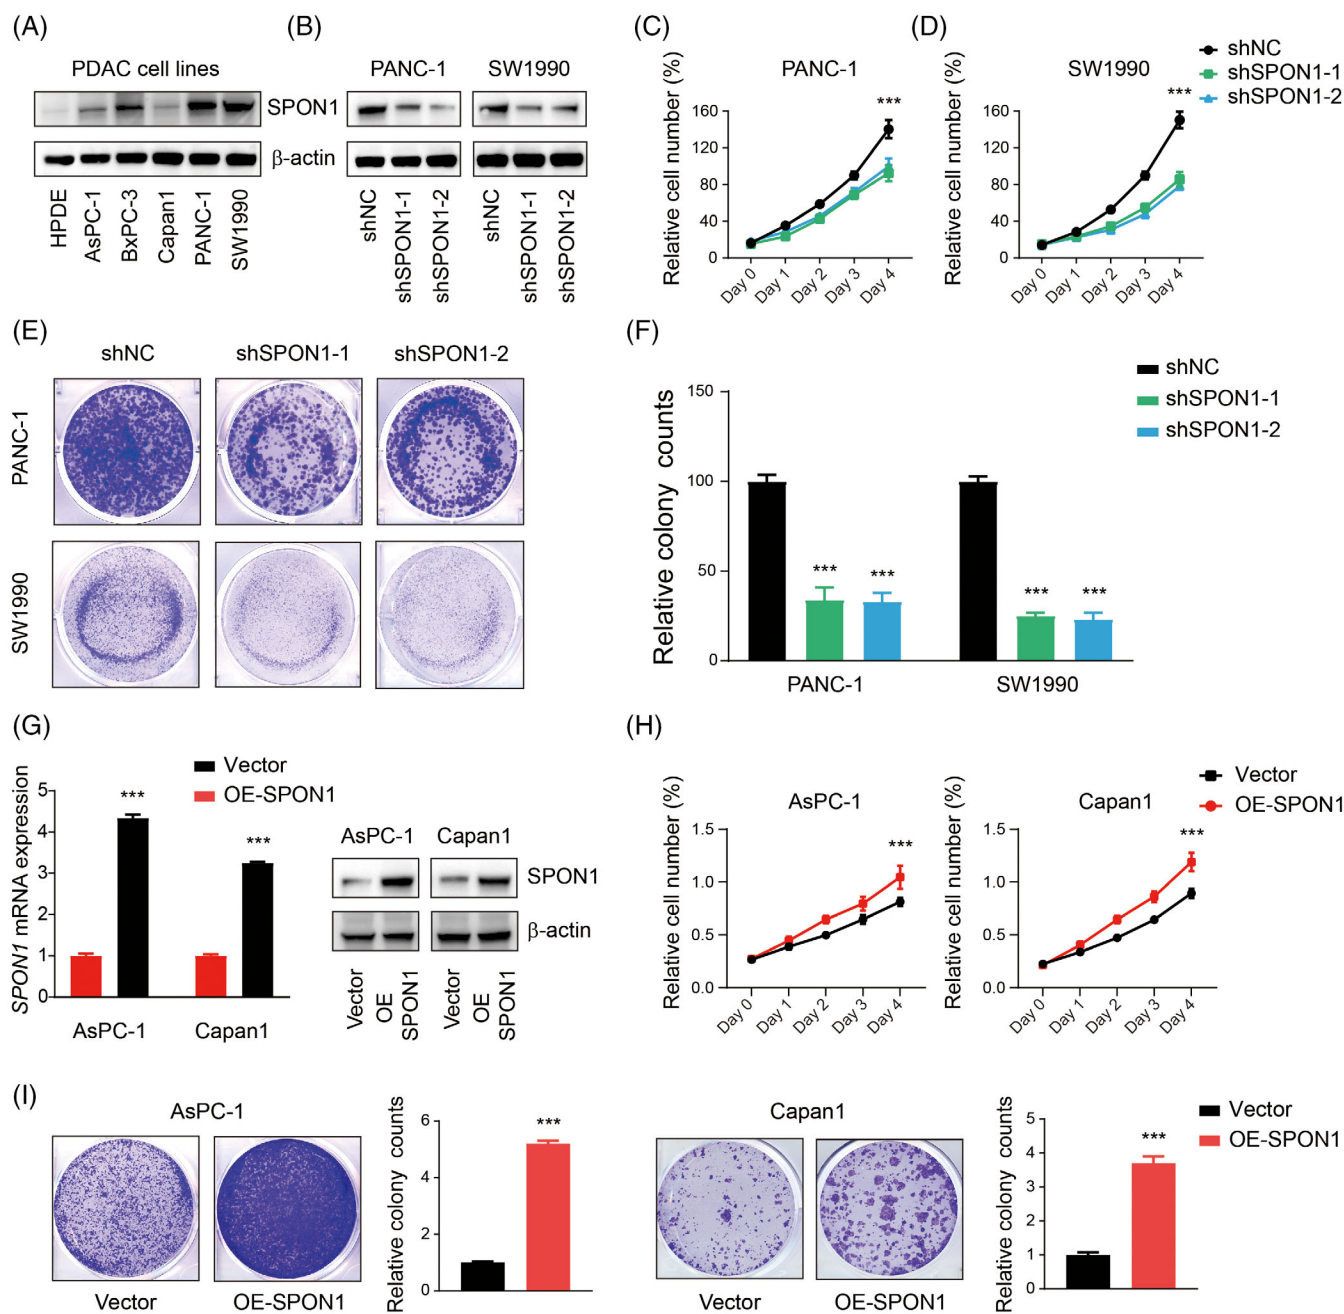 (A)
PDAC cell lines
SPON1
β-actin
HPDE
AsPC-1
BxPC-3
Capan1
PANC-1
SW1990
(B)
PANC-1
SW1990
shNC
shSPON1-1
shSPON1-2
shNC
shSPON1-1
shSPON1-2
(C)
PANC-1
Relative cell number (%)
160
120
80
40
0
***
Day 0
Day 1
Day 2
Day 3
Day 4
(D)
SW1990
Relative cell number (%)
160
120
80
40
0
***
Day 0
Day 1
Day 2
Day 3
Day 4
shNC
shSPON1-1
shSPON1-2
(E)
shNC
shSPON1-1
shSPON1-2
PANC-1
SW1990
(F)
shNC
shSPON1-1
shSPON1-2
Relative colony counts
150
100
50
0
***
***
***
***
PANC-1
SW1990
(G)
Vector
OE-SPON1
SPON1 mRNA expression
5
4
3
2
1
0
***
***
AsPC-1
Capan1
AsPC-1
Capan1
SPON1
β-actin
Vector
OE
SPON1
Vector
OE
SPON1
(H)
AsPC-1
Relative cell number (%)
1.5
1.0
0.5
0.0
***
Day 0
Day 1
Day 2
Day 3
Day 4
Capan1
Relative cell number (%)
1.5
1.0
0.5
0.0
***
Day 0
Day 1
Day 2
Day 3
Day 4
Vector
OE-SPON1
(I)
AsPC-1
Vector
OE-SPON1
Relative colony counts
6
4
2
0
***
Capan1
Vector
OE-SPON1
Relative colony counts
5
4
3
2
1
0
***
Vector
OE-SPON1